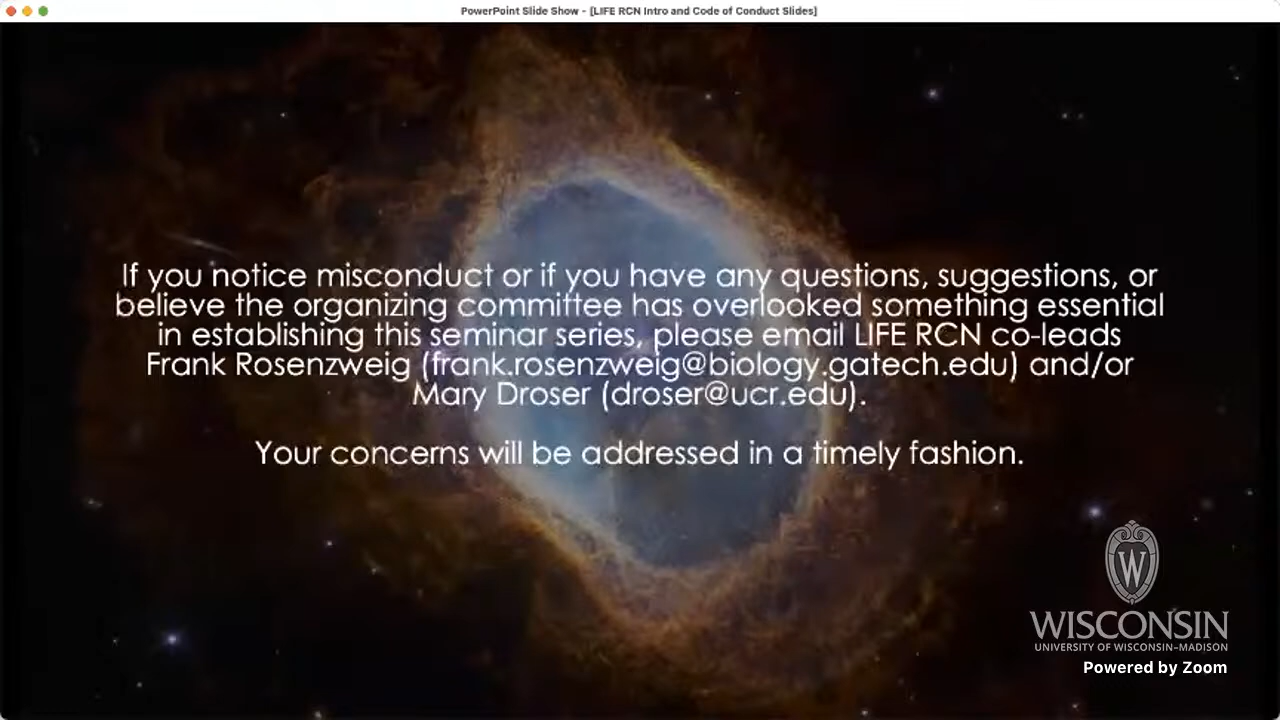 PowerPoint Slide Show - [LIFE RCN Intro and Code of Conduct Slides]
If you notice misconduct or if you have any questions, suggestions, or
believe the organizing committee has overlooked something essential
in establishing this seminar series, please email LIFE RCN co-leads
Frank Rosenzweig (frank.rosenzweig@biology.gatech.edu) and/or
Mary Droser (droser@ucr.edu).
Your concerns will be addressed in a timely fashion.
W
WISCONSIN
UNIVERSITY OF WISCONSIN–MADISON
Powered by Zoom